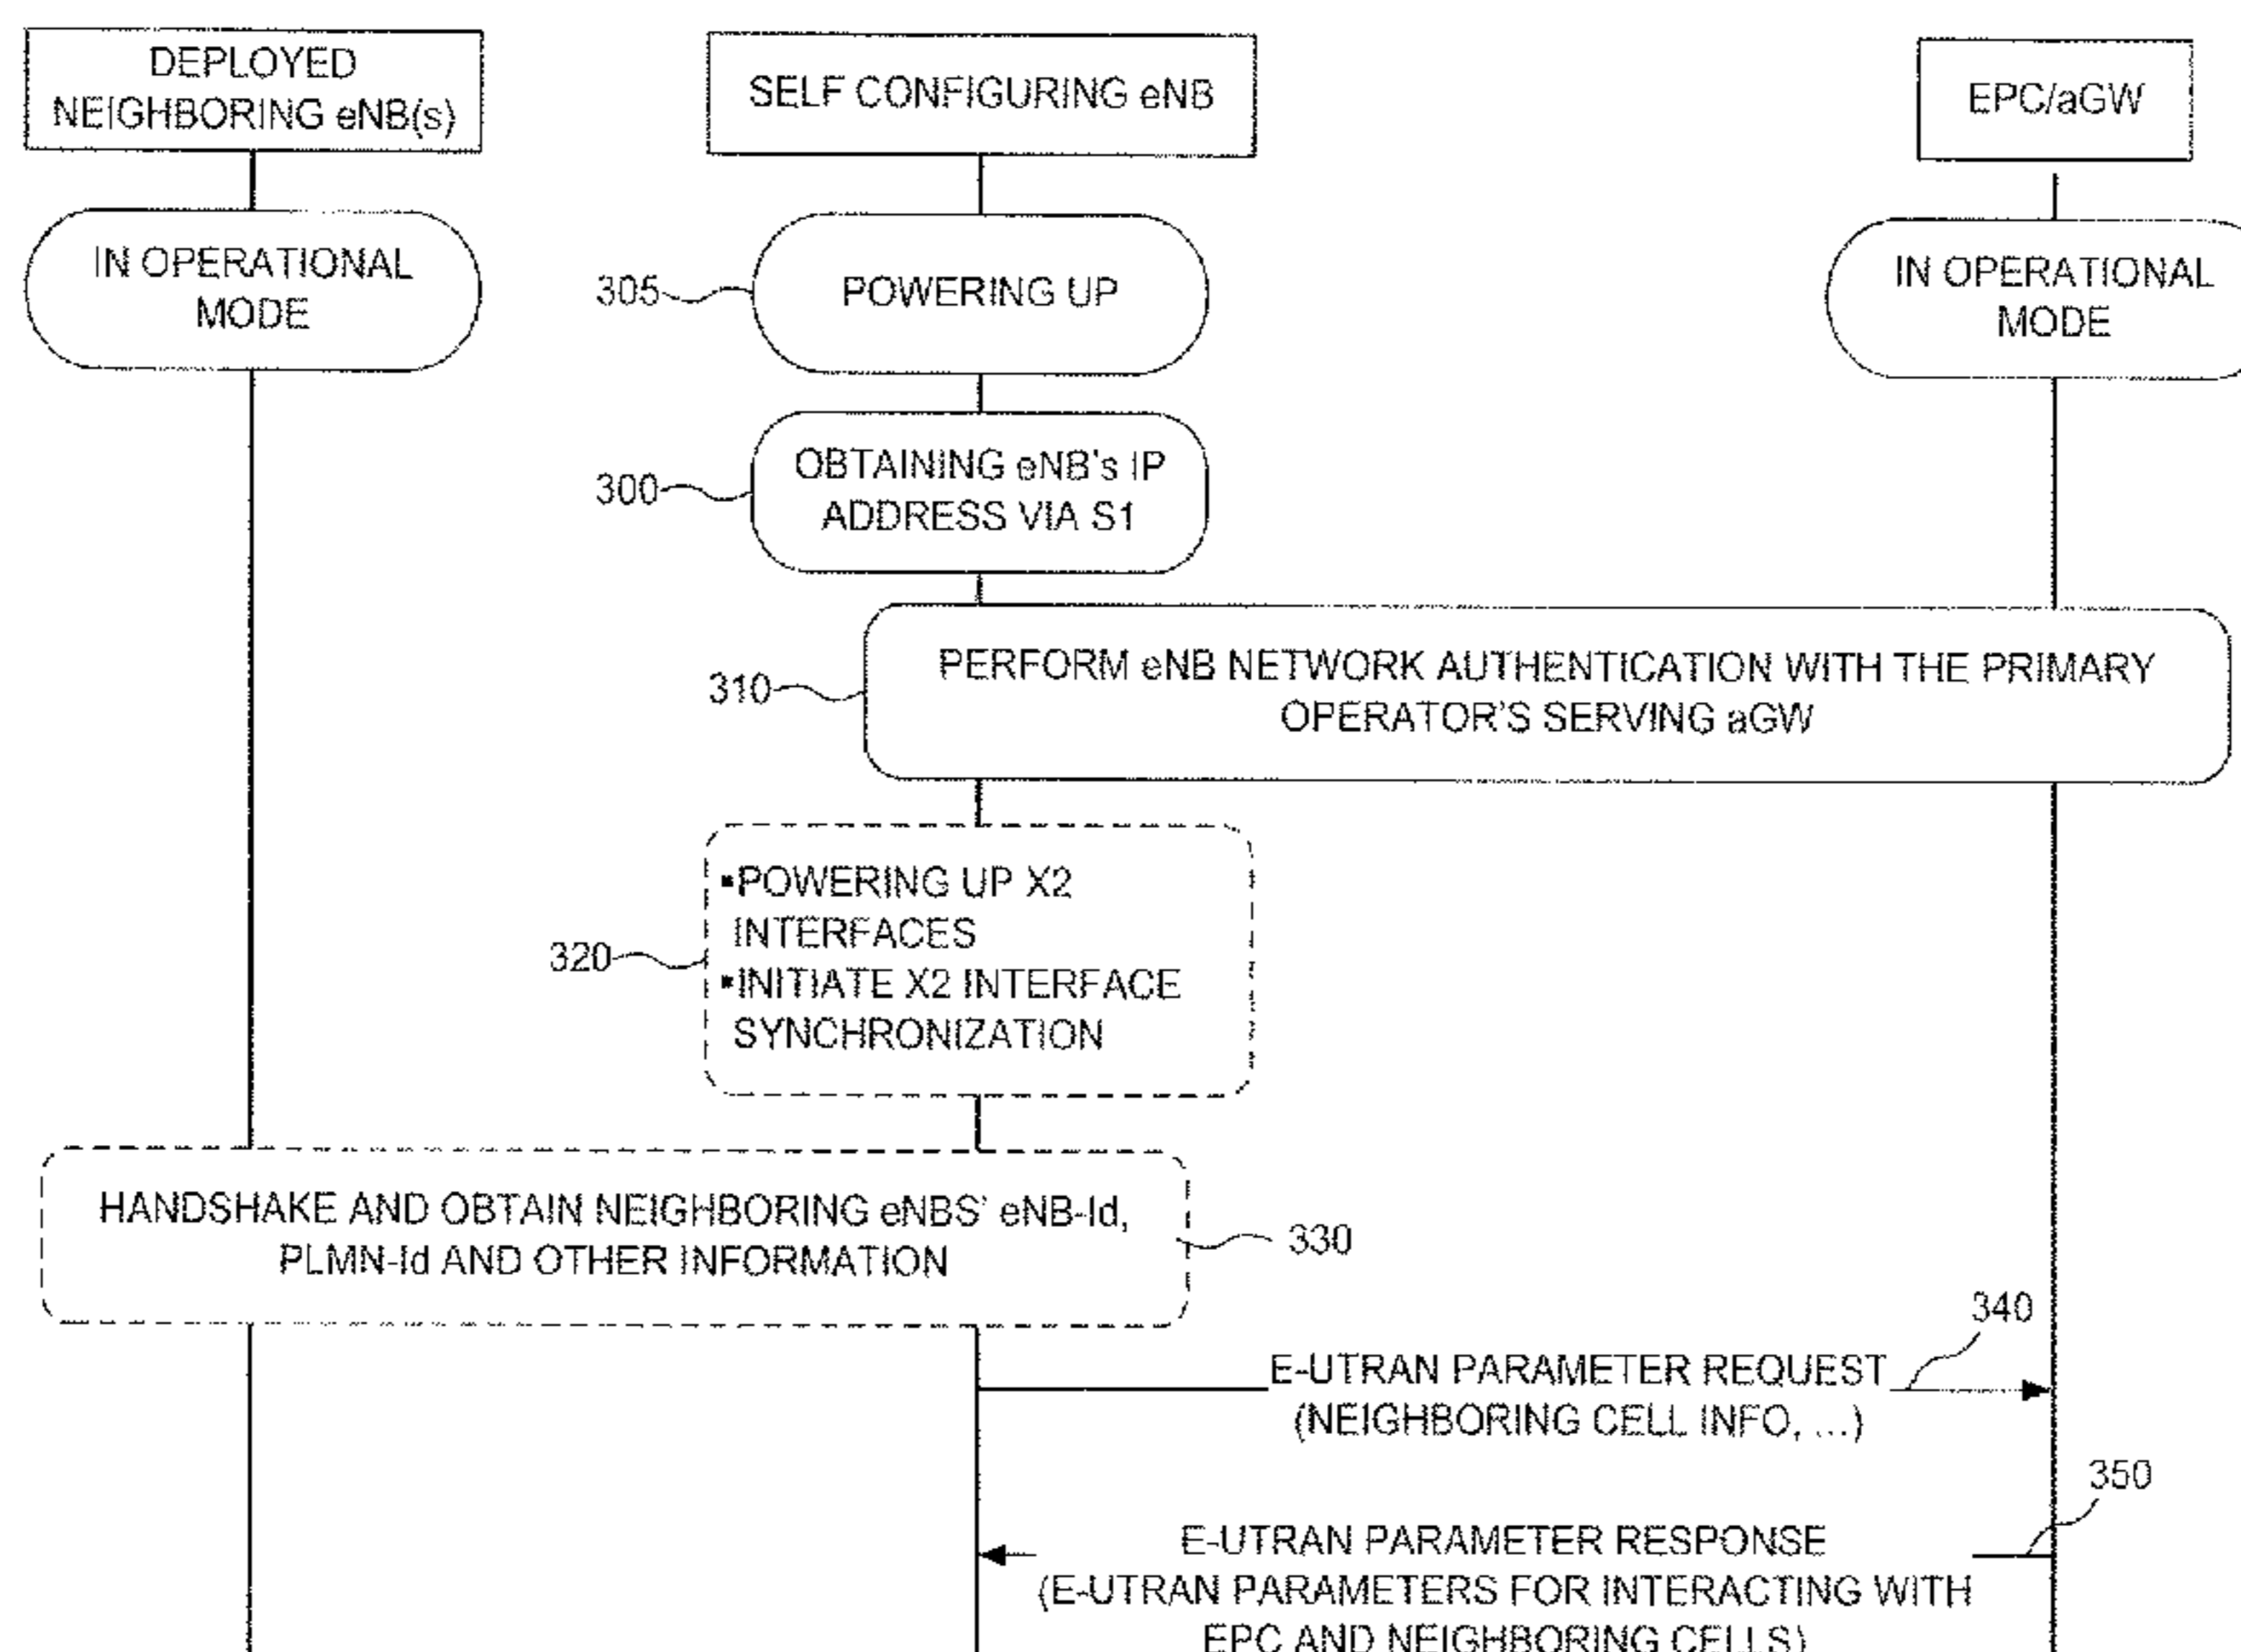 DEPLOYED
NEIGHBORING eNB(s)
SELF CONFIGURING eNB
EPC/aGW
IN OPERATIONAL
MODE
305
POWERING UP
IN OPERATIONAL
MODE
300
OBTAINING eNB's IP
ADDRESS VIA S1
310
PERFORM eNB NETWORK AUTHENTICATION WITH THE PRIMARY
OPERATOR'S SERVING aGW
320
▪POWERING UP X2
INTERFACES
▪INITIATE X2 INTERFACE
SYNCHRONIZATION
HANDSHAKE AND OBTAIN NEIGHBORING eNBS' eNB-Id,
PLMN-Id AND OTHER INFORMATION
330
340
E-UTRAN PARAMETER REQUEST
(NEIGHBORING CELL INFO, ...)
350
E-UTRAN PARAMETER RESPONSE
(E-UTRAN PARAMETERS FOR INTERACTING WITH
EPC AND NEIGHBORING CELLS)